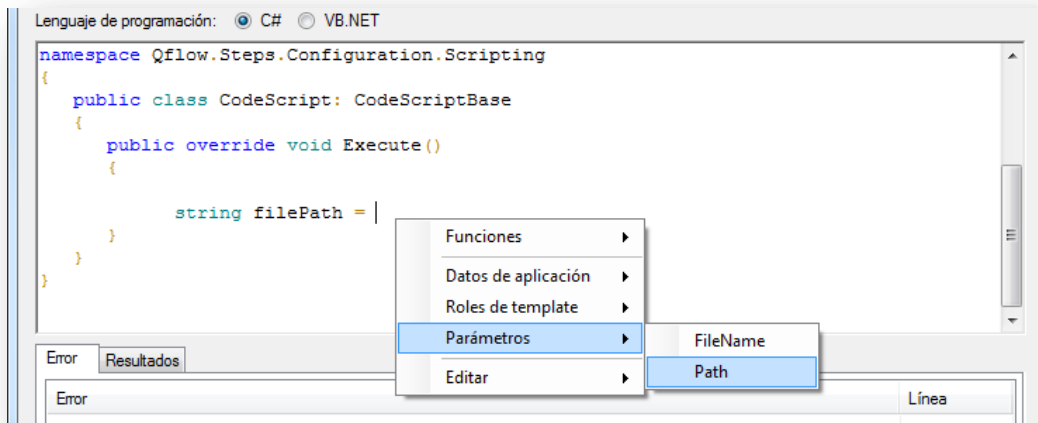 Lenguaje de programación: C# VB.NET
namespace Qflow.Steps.Configuration.Scripting
{
public class CodeScript: CodeScriptBase
{
public override void Execute()
{
string filePath =
}
}
}
Funciones
Datos de aplicación
Roles de template
Parámetros
Editar
FileName
Path
Error Resultados
Error Línea